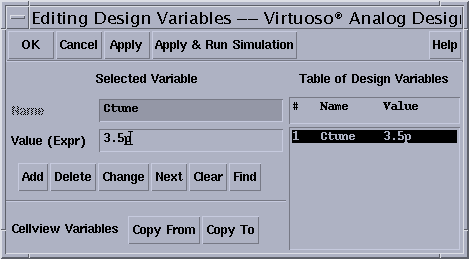 Editing Design Variables –– Virtuoso® Analog Design
OK Cancel Apply Apply & Run Simulation Help
Selected Variable
Name Ctune
Value (Expr) 3.5p
Add Delete Change Next Clear Find
Cellview Variables Copy From Copy To
Table of Design Variables
# Name Value
1 Ctune 3.5p